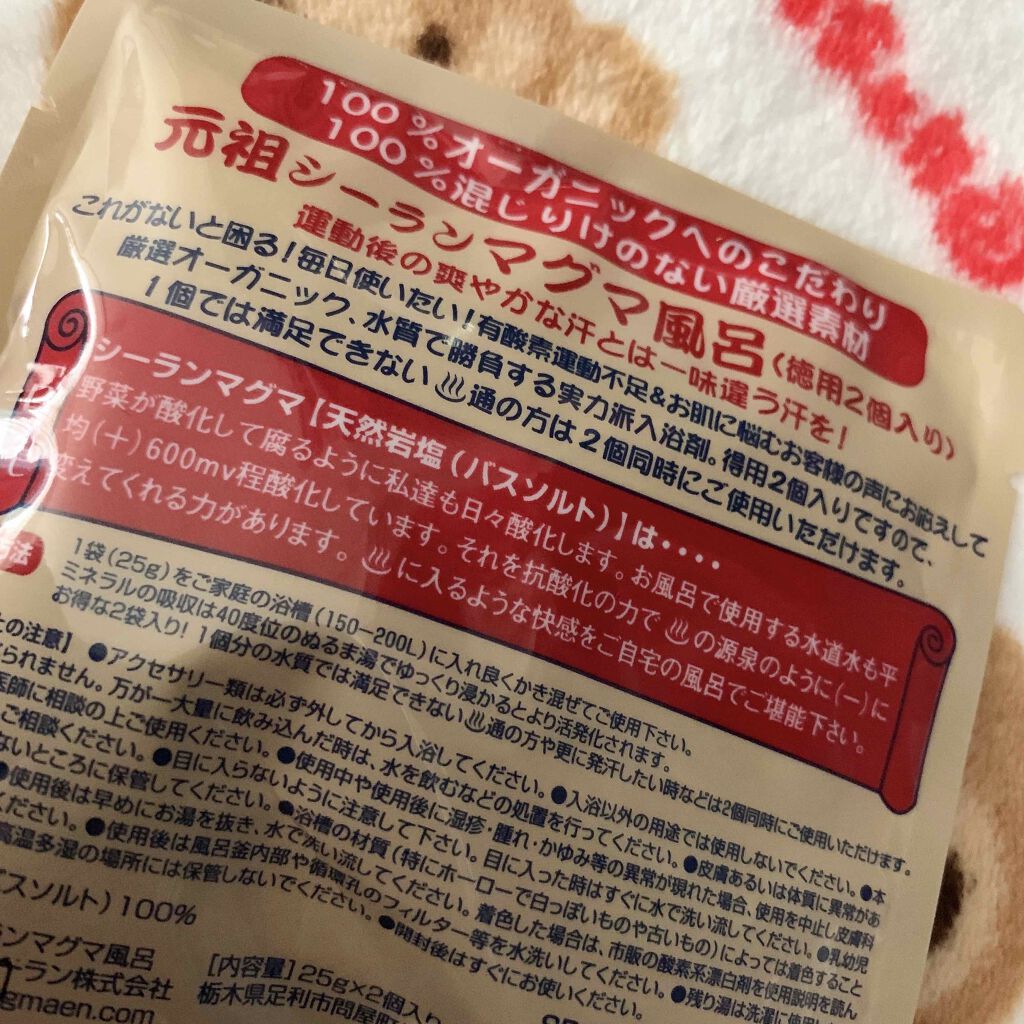 100%オーガニックへのこだわり
100%混じりけのない厳選素材
元祖シーランマグマ風呂(徳用2個入り)
運動後の爽やかな汗とは一味違う汗を!
これがないと困る!毎日使いたい!有酸素運動不足&お肌に悩むお客様の声にお応えして
厳選オーガニック、水質で勝負する実力派入浴剤。得用2個入りですので、
1個では満足できない♨通の方は2個同時にご使用いただけます。
シーランマグマ【天然岩塩(バスソルト)】は・・・・
野菜が酸化して腐るように私達も日々酸化します。お風呂で使用する水道水も平
均(+)600mv程酸化しています。それを抗酸化の力で♨の源泉のように(ー)に
変えてくれる力があります。♨に入るような快感をご自宅の風呂でご堪能下さい。
法
1袋(25g)をご家庭の浴槽(150ー200L)に入れ良くかき混ぜてご使用下さい。
ミネラルの吸収は40度位のぬるま湯でゆっくり浸かるとより活発化されます。
お得な2袋入り!1個分の水質では満足できない♨通の方や更に発汗したい時などは2個同時にご使用いただけます。
の注意】●アクセサリー類は必ず外してから入浴してください。●入浴以外の用途では使用しないでください。●本
られません。万が一大量に飲み込んだ時は、水を飲むなどの処置を行ってください。●皮膚あるいは体質に異常があ
医師に相談の上ご使用ください。●使用中や使用後に湿疹・腫れ・かゆみ等の異常が現れた場合、使用を中止し皮膚科
ご相談ください。●目に入らないように注意して下さい。目に入った時はすぐに水で洗い流してください。●乳幼児
ないところに保管してください。●浴槽の材質(特にホーローで白っぽいものや古いもの)によっては着色すること
●使用後は早めにお湯を抜き、水で洗い流してください。着色した場合は、市販の酸素系漂白剤を使用説明を読ん
ください。●使用後は風呂釜内部や循環孔のフィルター等を水洗いしてください。●残り湯は洗濯に使用し
高温多湿の場所には保管しないでください。●開封後はすぐにお使いください。
バスソルト)100%
ランマグマ風呂
ーラン株式会社
gmaen.com
[内容量]25g×2個入り
栃木県足利市問屋町